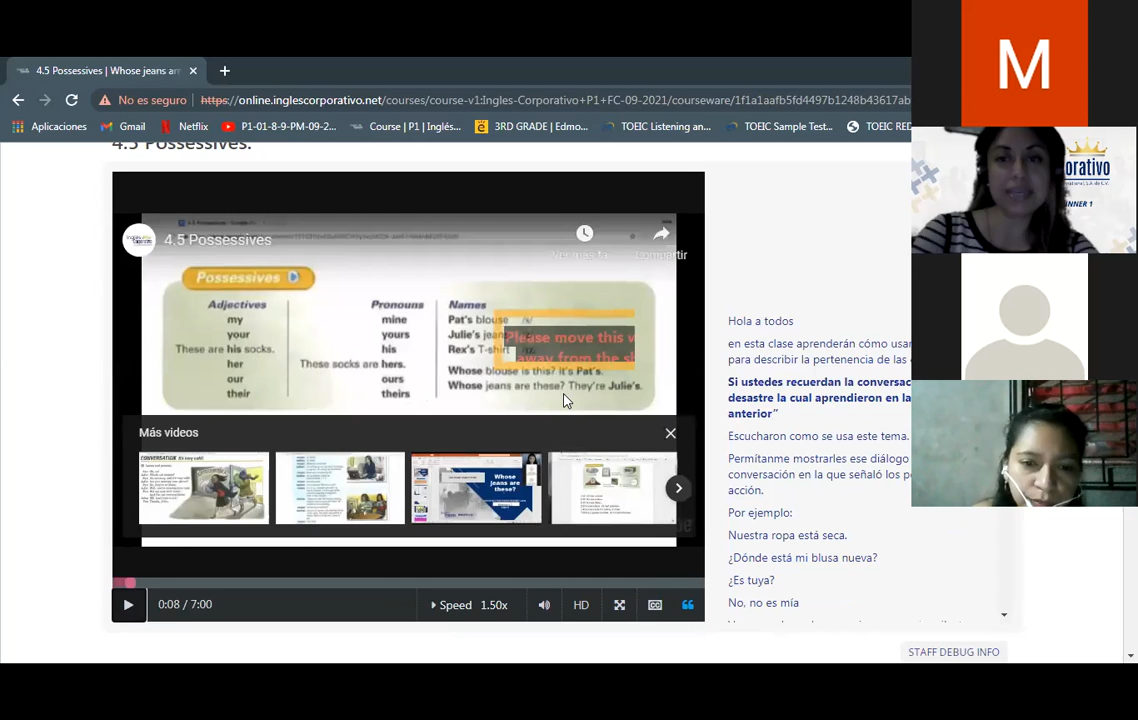 4.5 Possessives | Whose jeans ar
No es seguro
https://online.inglescorporativo.net/courses/course-v1:Ingles-Corporativo+P1+FC-09-2021/courseware/1f1a1aafb5fd4497b1248b43617ab
Aplicaciones
Gmail
Netflix
P1-01-8-9-PM-09-2...
Course | P1 | Inglés...
3RD GRADE | Edmo...
TOEIC Listening an...
TOEIC Sample Test...
TOEIC RED
M
orativo
4.5 Possessives.
4.5 Possessives
Compartir
Possessives
Adjectives
my
your
These are his socks.
her
our
their
Pronouns
mine
yours
his
These socks are hers.
ours
theirs
Names
Pat's blouse /s/
Julie's jeans
Rex's T-shirt
Please move this
away from the
Whose blouse is this? It's Pat's.
Whose jeans are these? They're Julie's.
Más videos
CONVERSATION It's very cold!
Whose
jeans are
these?
0:08 / 7:00
Speed 1.50x
HD
Hola a todos
en esta clase aprenderán cómo usar
para describir la pertenencia de las
Si ustedes recuerdan la conversac
desastre la cual aprendieron en la
anterior”
Escucharon como se usa este tema.
Permítanme mostrarles ese diálogo
conversación en la que señaló los p
acción.
Por ejemplo:
Nuestra ropa está seca.
¿Dónde está mi blusa nueva?
¿Es tuya?
No, no es mía
STAFF DEBUG INFO